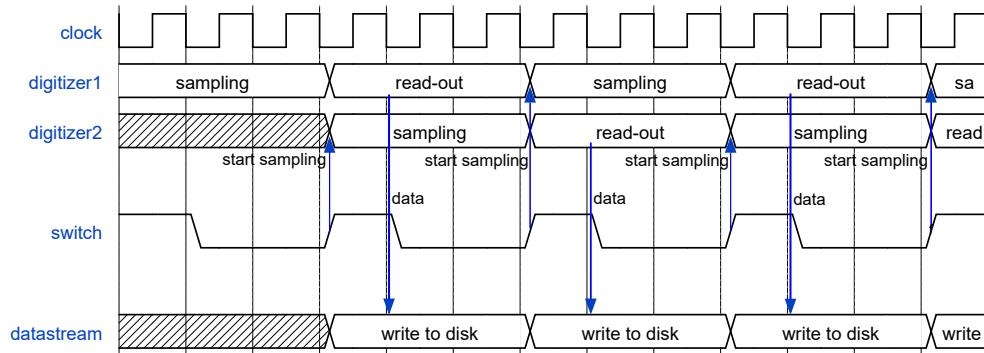 clock
digitizer1 sampling read-out sampling read-out sa
digitizer2 sampling read-out sampling read
start sampling start sampling start sampling start sampling
data data
switch
datastream write to disk write to disk write to disk write